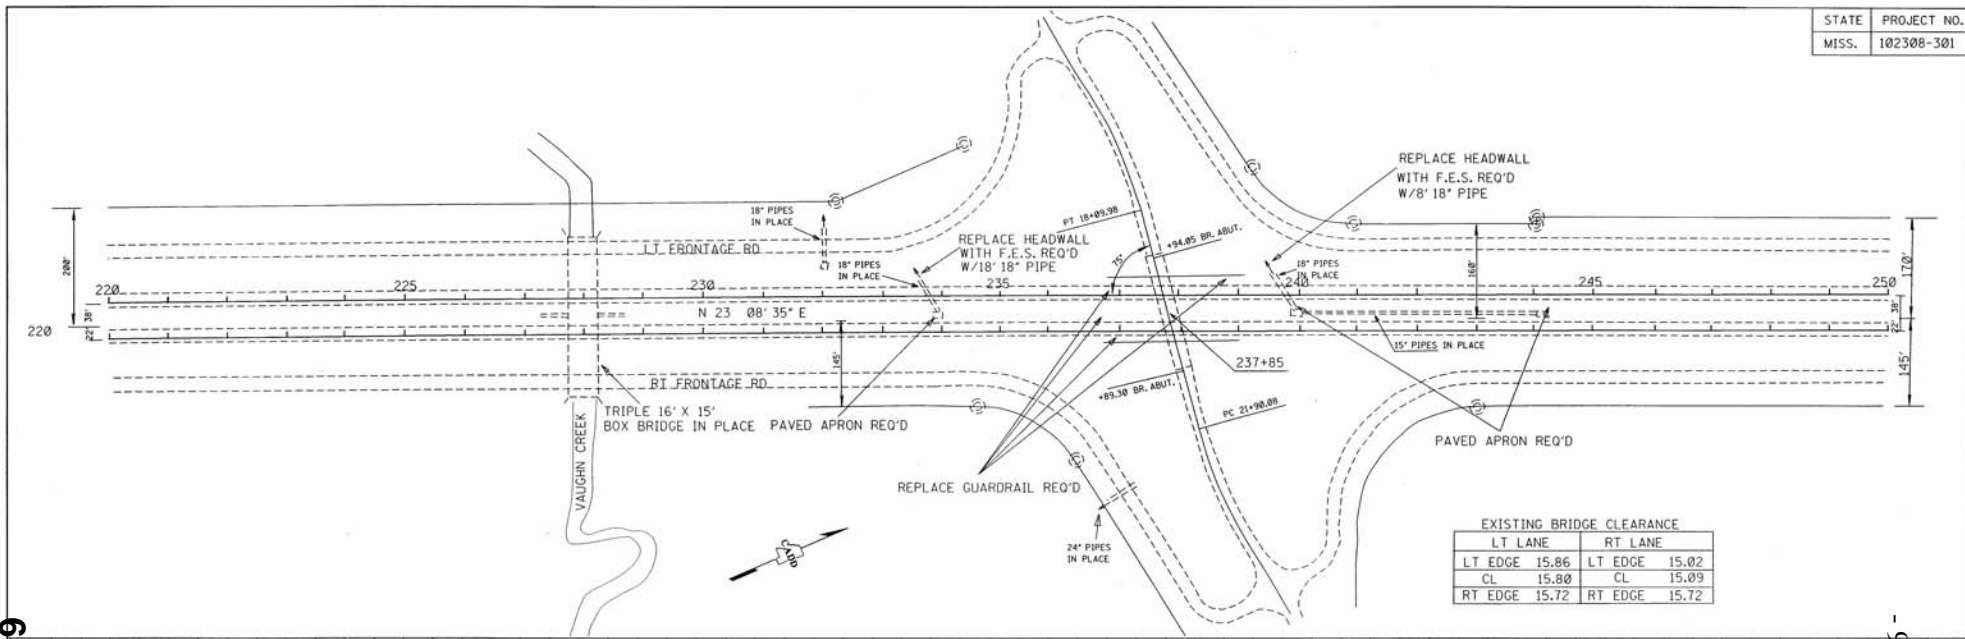 STATE PROJECT NO.
MISS. 102308-301
REPLACE HEADWALL
WITH F.E.S. REQ'D
W/8' 18" PIPE
18" PIPES
IN PLACE
PT 18+09.98
+94.05 BR. ABUT.
REPLACE HEADWALL
WITH F.E.S. REQ'D
W/18' 18" PIPE
LT FRONTAGE RD
75°
18" PIPES
IN PLACE
18" PIPES
IN PLACE
200'
160'
170'
220 225 230 235 240 245 250
38' N 23 08' 35" E 38'
220
22' 22'
15" PIPES IN PLACE
145' 237+85 145'
RT FRONTAGE RD
+89.30 BR. ABUT.
TRIPLE 16' X 15'
BOX BRIDGE IN PLACE PAVED APRON REQ'D
PC 21+90.08
PAVED APRON REQ'D
VAUGHN CREEK
REPLACE GUARDRAIL REQ'D
24" PIPES
IN PLACE
CADD
EXISTING BRIDGE CLEARANCE
LT LANE RT LANE
LT EDGE 15.86 LT EDGE 15.02
CL 15.80 CL 15.09
RT EDGE 15.72 RT EDGE 15.72